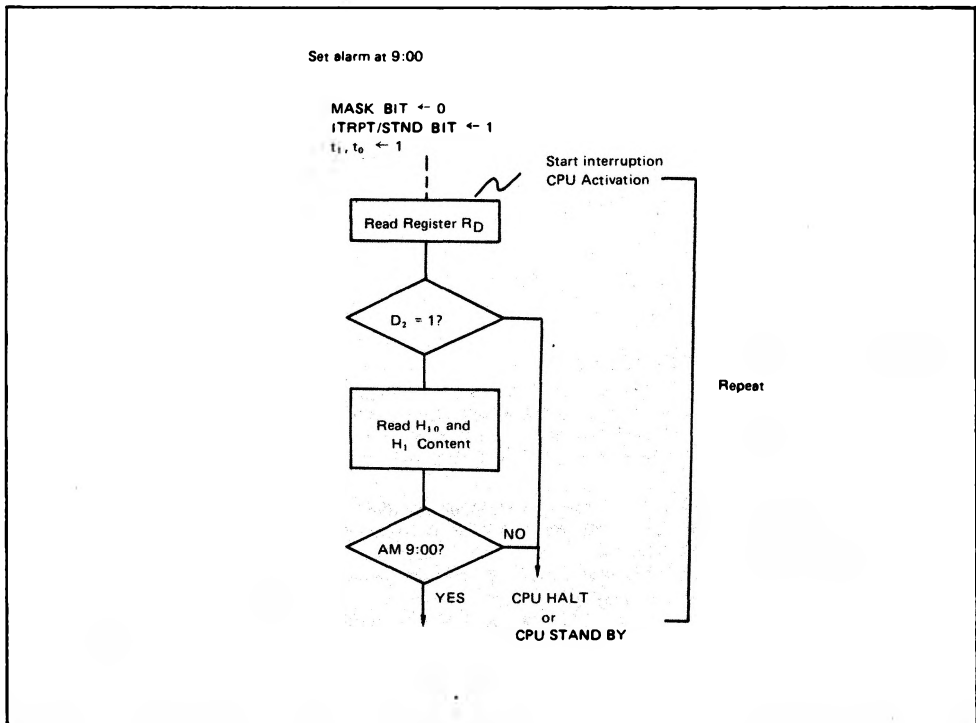 Set alarm at 9:00
MASK BIT ← 0
ITRPT/STND BIT ← 1
t₁, t₀ ← 1
Start interruption
CPU Activation
Read Register R_D
D₂ = 1?
Repeat
Read H₁₀ and
H₁ Content
AM 9:00?
NO
YES
CPU HALT
or
CPU STAND BY